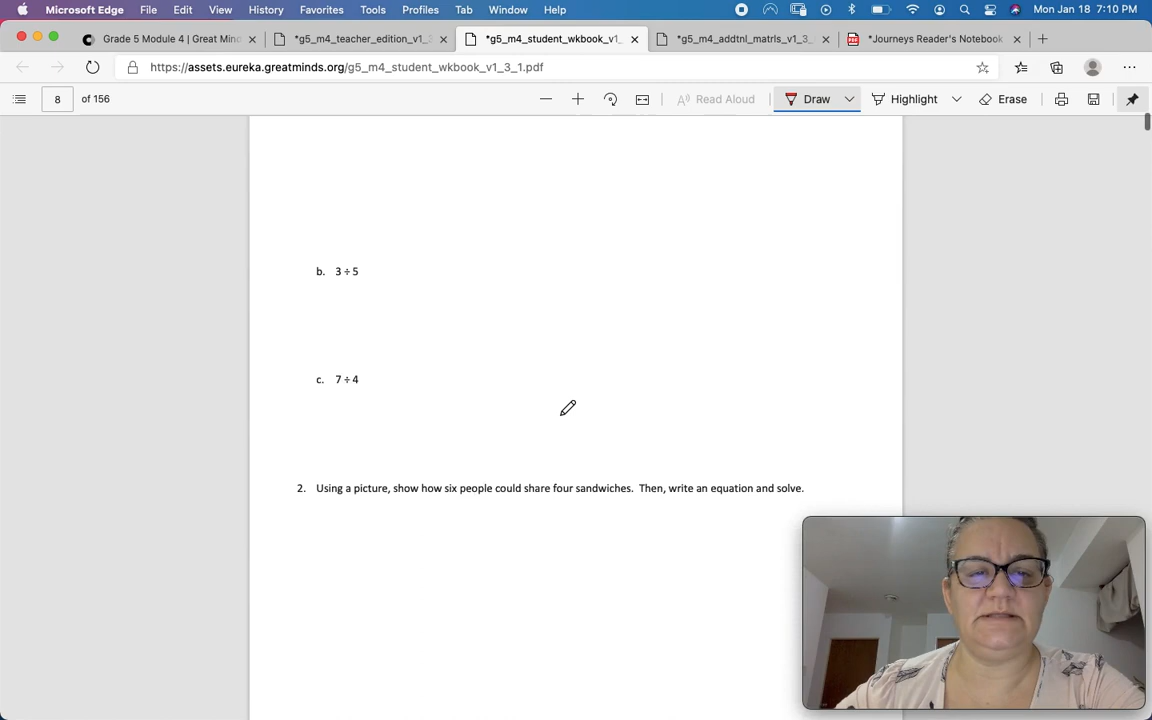 Microsoft Edge File Edit View History Favorites Tools Profiles Tab Window Help Mon Jan 18 7:10 PM
Grade 5 Module 4 | Great Min *g5_m4_teacher_edition_v1_ *g5_m4_student_wkbook_v1_ *g5_m4_addtnl_matrls_v1_3_ *Journeys Reader's Notebook
https://assets.eureka.greatminds.org/g5_m4_student_wkbook_v1_3_1.pdf
8 of 156 Read Aloud Draw Highlight Erase
b. 3 ÷ 5
c. 7 ÷ 4
2. Using a picture, show how six people could share four sandwiches. Then, write an equation and solve.